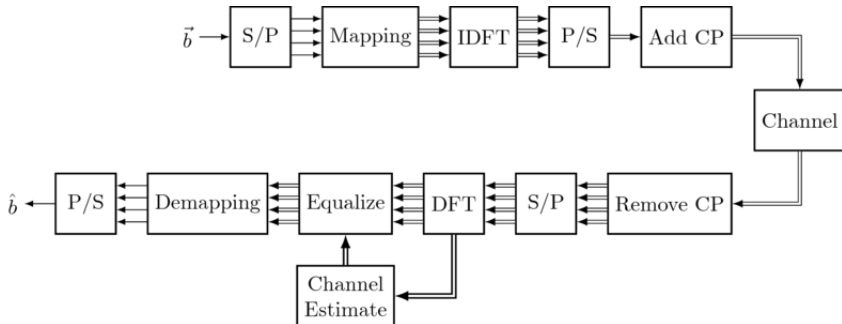 b⃗
S/P
Mapping
IDFT
P/S
Add CP
Channel
b̂
P/S
Demapping
Equalize
DFT
S/P
Remove CP
Channel
Estimate